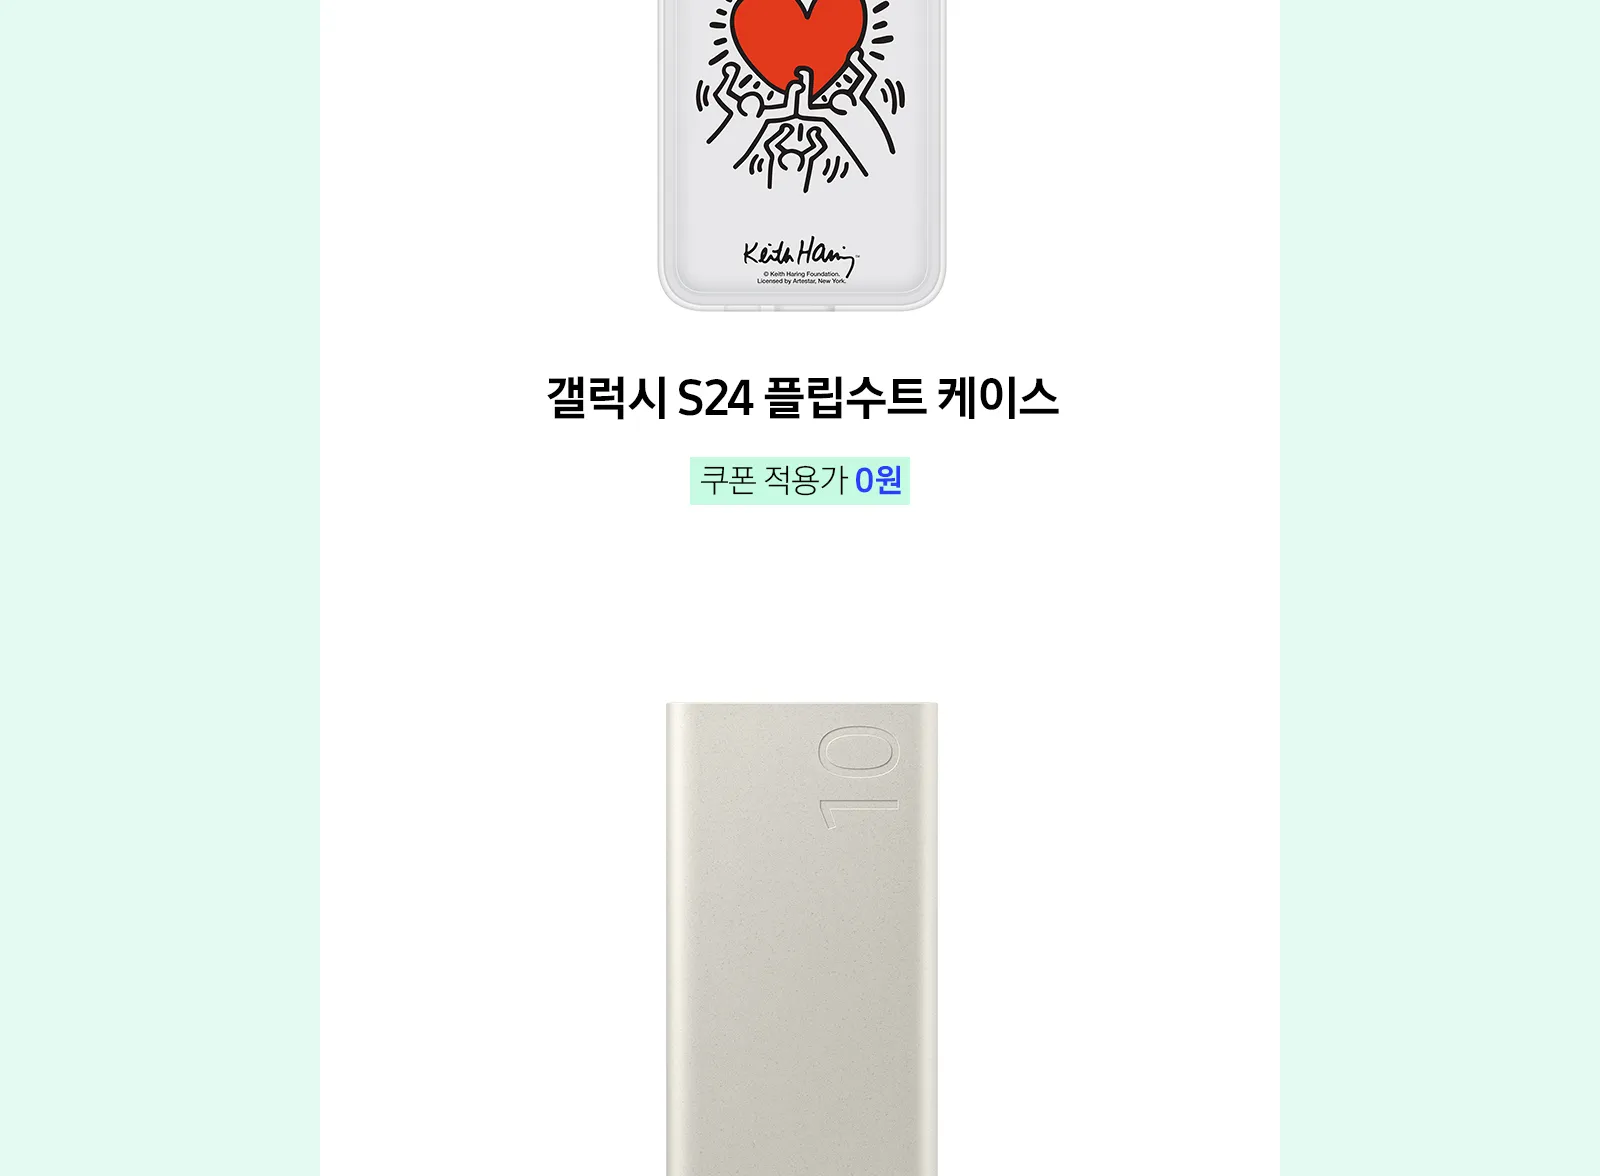 Keith Haring™
© Keith Haring Foundation.
Licensed by Artestar, New York.
갤럭시 S24 플립수트 케이스
쿠폰 적용가 0원
10